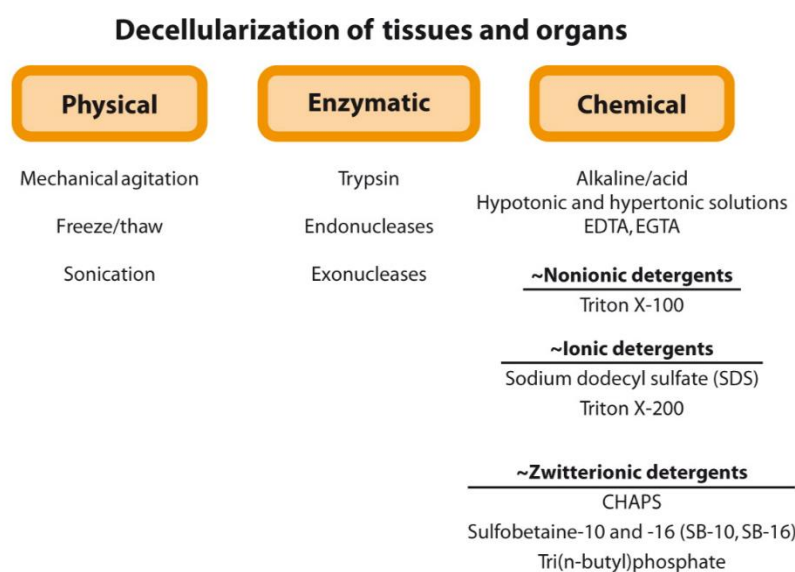 Decellularization of tissues and organs
Physical
Mechanical agitation
Freeze/thaw
Sonication
Enzymatic
Trypsin
Endonucleases
Exonucleases
Chemical
Alkaline/acid
Hypotonic and hypertonic solutions
EDTA, EGTA
~Nonionic detergents
Triton X-100
~Ionic detergents
Sodium dodecyl sulfate (SDS)
Triton X-200
~Zwitterionic detergents
CHAPS
Sulfobetaine-10 and -16 (SB-10, SB-16)
Tri(n-butyl)phosphate